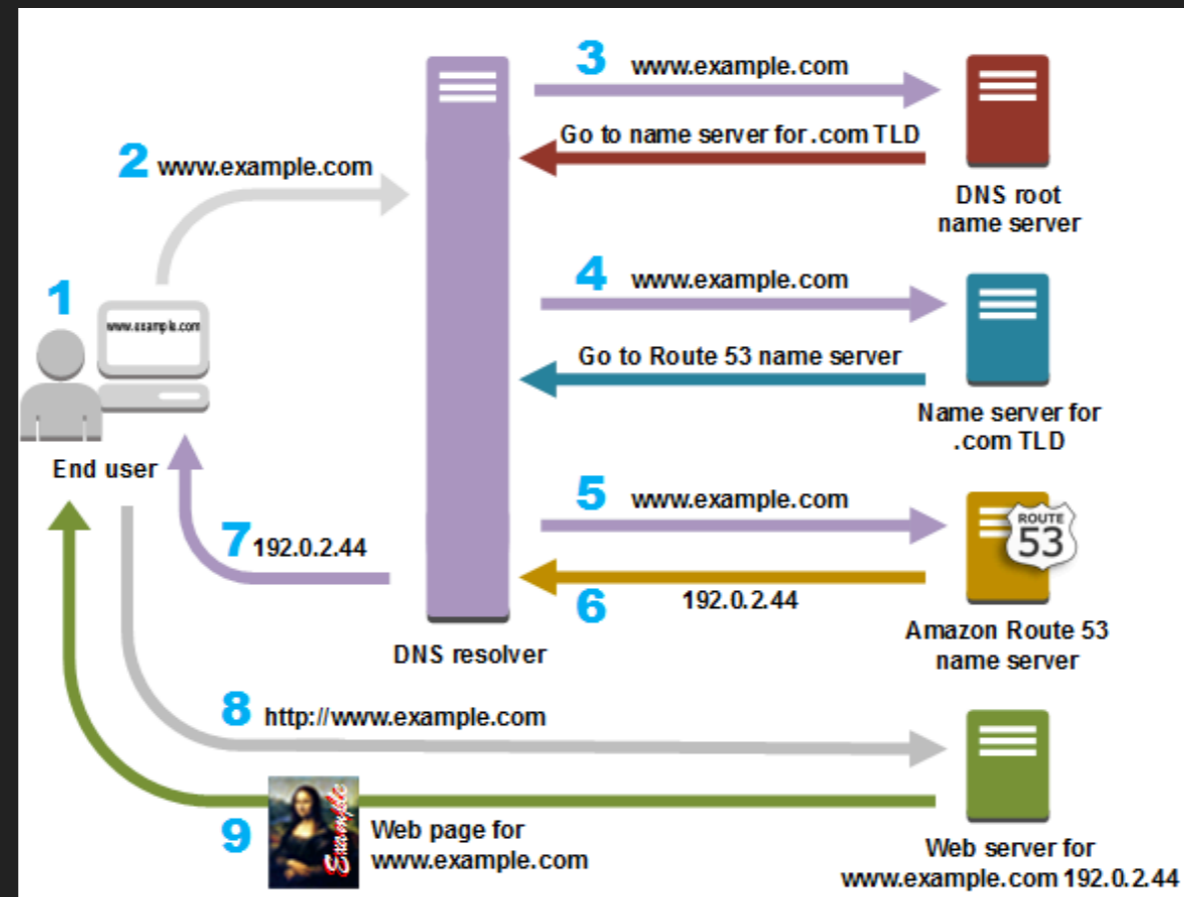 3 www.example.com
Go to name server for .com TLD
2 www.example.com
DNS root
name server
1
www.example.com
4 www.example.com
Go to Route 53 name server
Name server for
.com TLD
End user
5 www.example.com
ROUTE
53
7 192.0.2.44
6 192.0.2.44
Amazon Route 53
name server
DNS resolver
8 http://www.example.com
9
Example
Web page for
www.example.com
Web server for
www.example.com 192.0.2.44